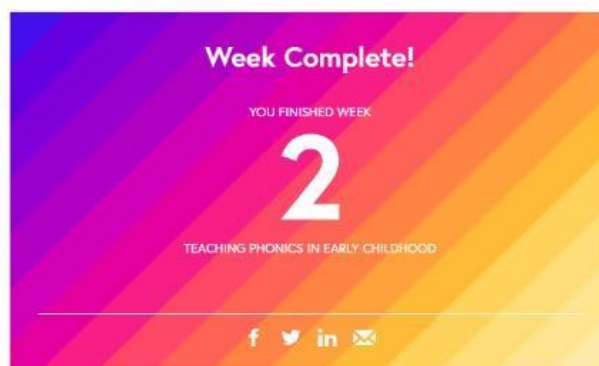 Week Complete!
YOU FINISHED WEEK
2
TEACHING PHONICS IN EARLY CHILDHOOD